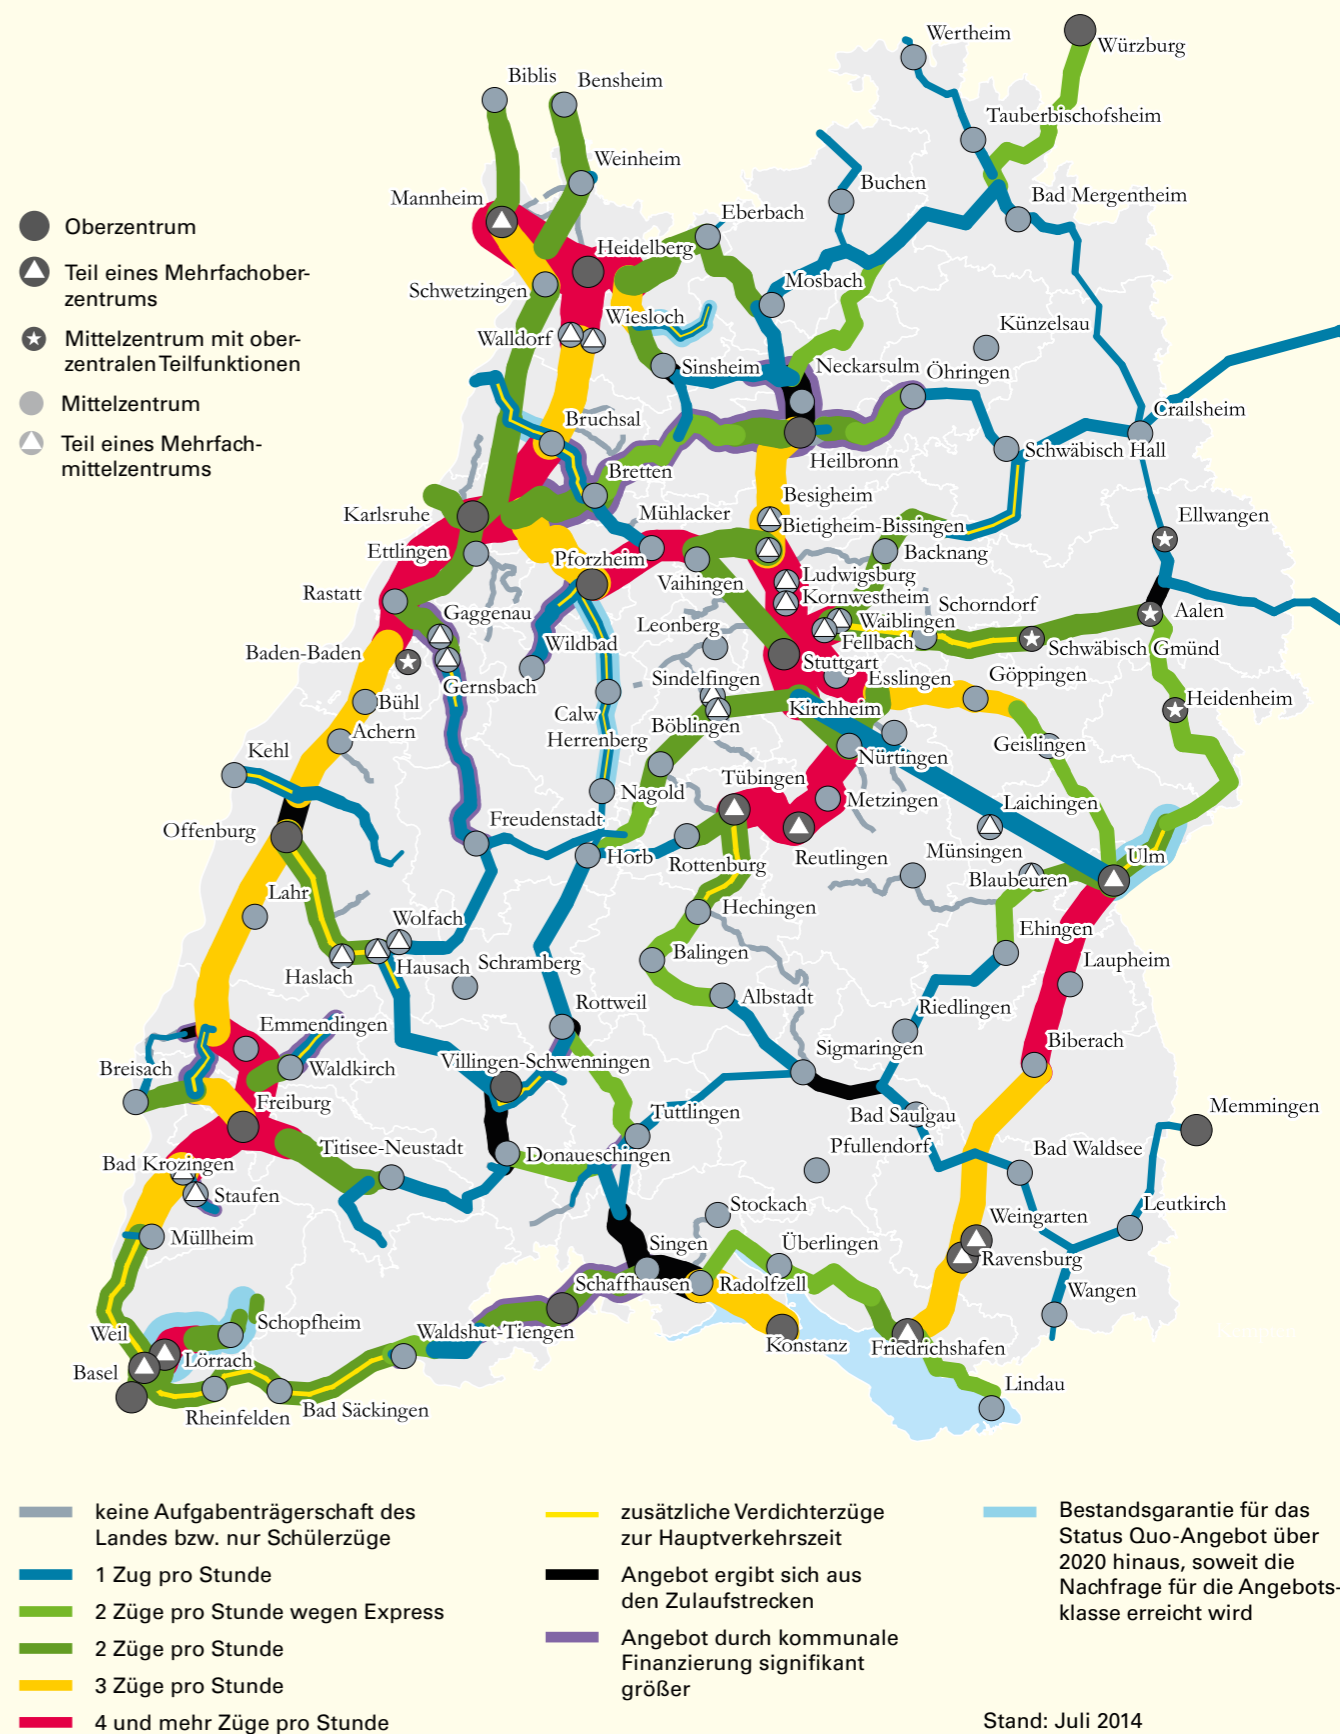 Wertheim
Würzburg
Biblis
Bensheim
Tauberbischofsheim
Weinheim
Buchen
Bad Mergentheim
Mannheim
Eberbach
Oberzentrum
Heidelberg
Teil eines Mehrfachober-
zentrums
Schwetzingen
Mosbach
Wiesloch
Künzelsau
Mittelzentrum mit ober-
zentralen Teilfunktionen
Walldorf
Sinsheim
Neckarsulm
Öhringen
Mittelzentrum
Bruchsal
Crailsheim
Teil eines Mehrfach-
mittelzentrums
Schwäbisch Hall
Heilbronn
Bretten
Besigheim
Karlsruhe
Mühlacker
Ellwangen
Bietigheim-Bissingen
Ettlingen
Pforzheim
Backnang
Vaihingen
Ludwigsburg
Rastatt
Kornwestheim
Gaggenau
Schorndorf
Aalen
Leonberg
Waiblingen
Wildbad
Fellbach
Schwäbisch Gmünd
Baden-Baden
Stuttgart
Gernsbach
Sindelfingen
Esslingen
Göppingen
Bühl
Heidenheim
Calw
Kirchheim
Achern
Böblingen
Herrenberg
Geislingen
Kehl
Nürtingen
Tübingen
Nagold
Metzingen
Laichingen
Freudenstadt
Offenburg
Münsingen
Horb
Reutlingen
Ulm
Rottenburg
Blaubeuren
Lahr
Hechingen
Wolfach
Ehingen
Balingen
Laupheim
Hausach
Schramberg
Haslach
Albstadt
Rottweil
Riedlingen
Emmendingen
Biberach
Sigmaringen
Breisach
Waldkirch
Villingen-Schwenningen
Freiburg
Tuttlingen
Bad Saulgau
Memmingen
Titisee-Neustadt
Pfullendorf
Bad Waldsee
Bad Krozingen
Donaueschingen
Staufen
Stockach
Leutkirch
Weingarten
Müllheim
Singen
Überlingen
Ravensburg
Schaffhausen
Radolfzell
Wangen
Schopfheim
Weil
Waldshut-Tiengen
Konstanz
Friedrichshafen
Lörrach
Basel
Lindau
Rheinfelden
Bad Säckingen
keine Aufgabenträgerschaft des
Landes bzw. nur Schülerzüge
1 Zug pro Stunde
2 Züge pro Stunde wegen Express
2 Züge pro Stunde
3 Züge pro Stunde
4 und mehr Züge pro Stunde
zusätzliche Verdichterzüge
zur Hauptverkehrszeit
Angebot ergibt sich aus
den Zulaufstrecken
Angebot durch kommunale
Finanzierung signifikant
größer
Bestandsgarantie für das
Status Quo-Angebot über
2020 hinaus, soweit die
Nachfrage für die Angebots-
klasse erreicht wird
Stand: Juli 2014